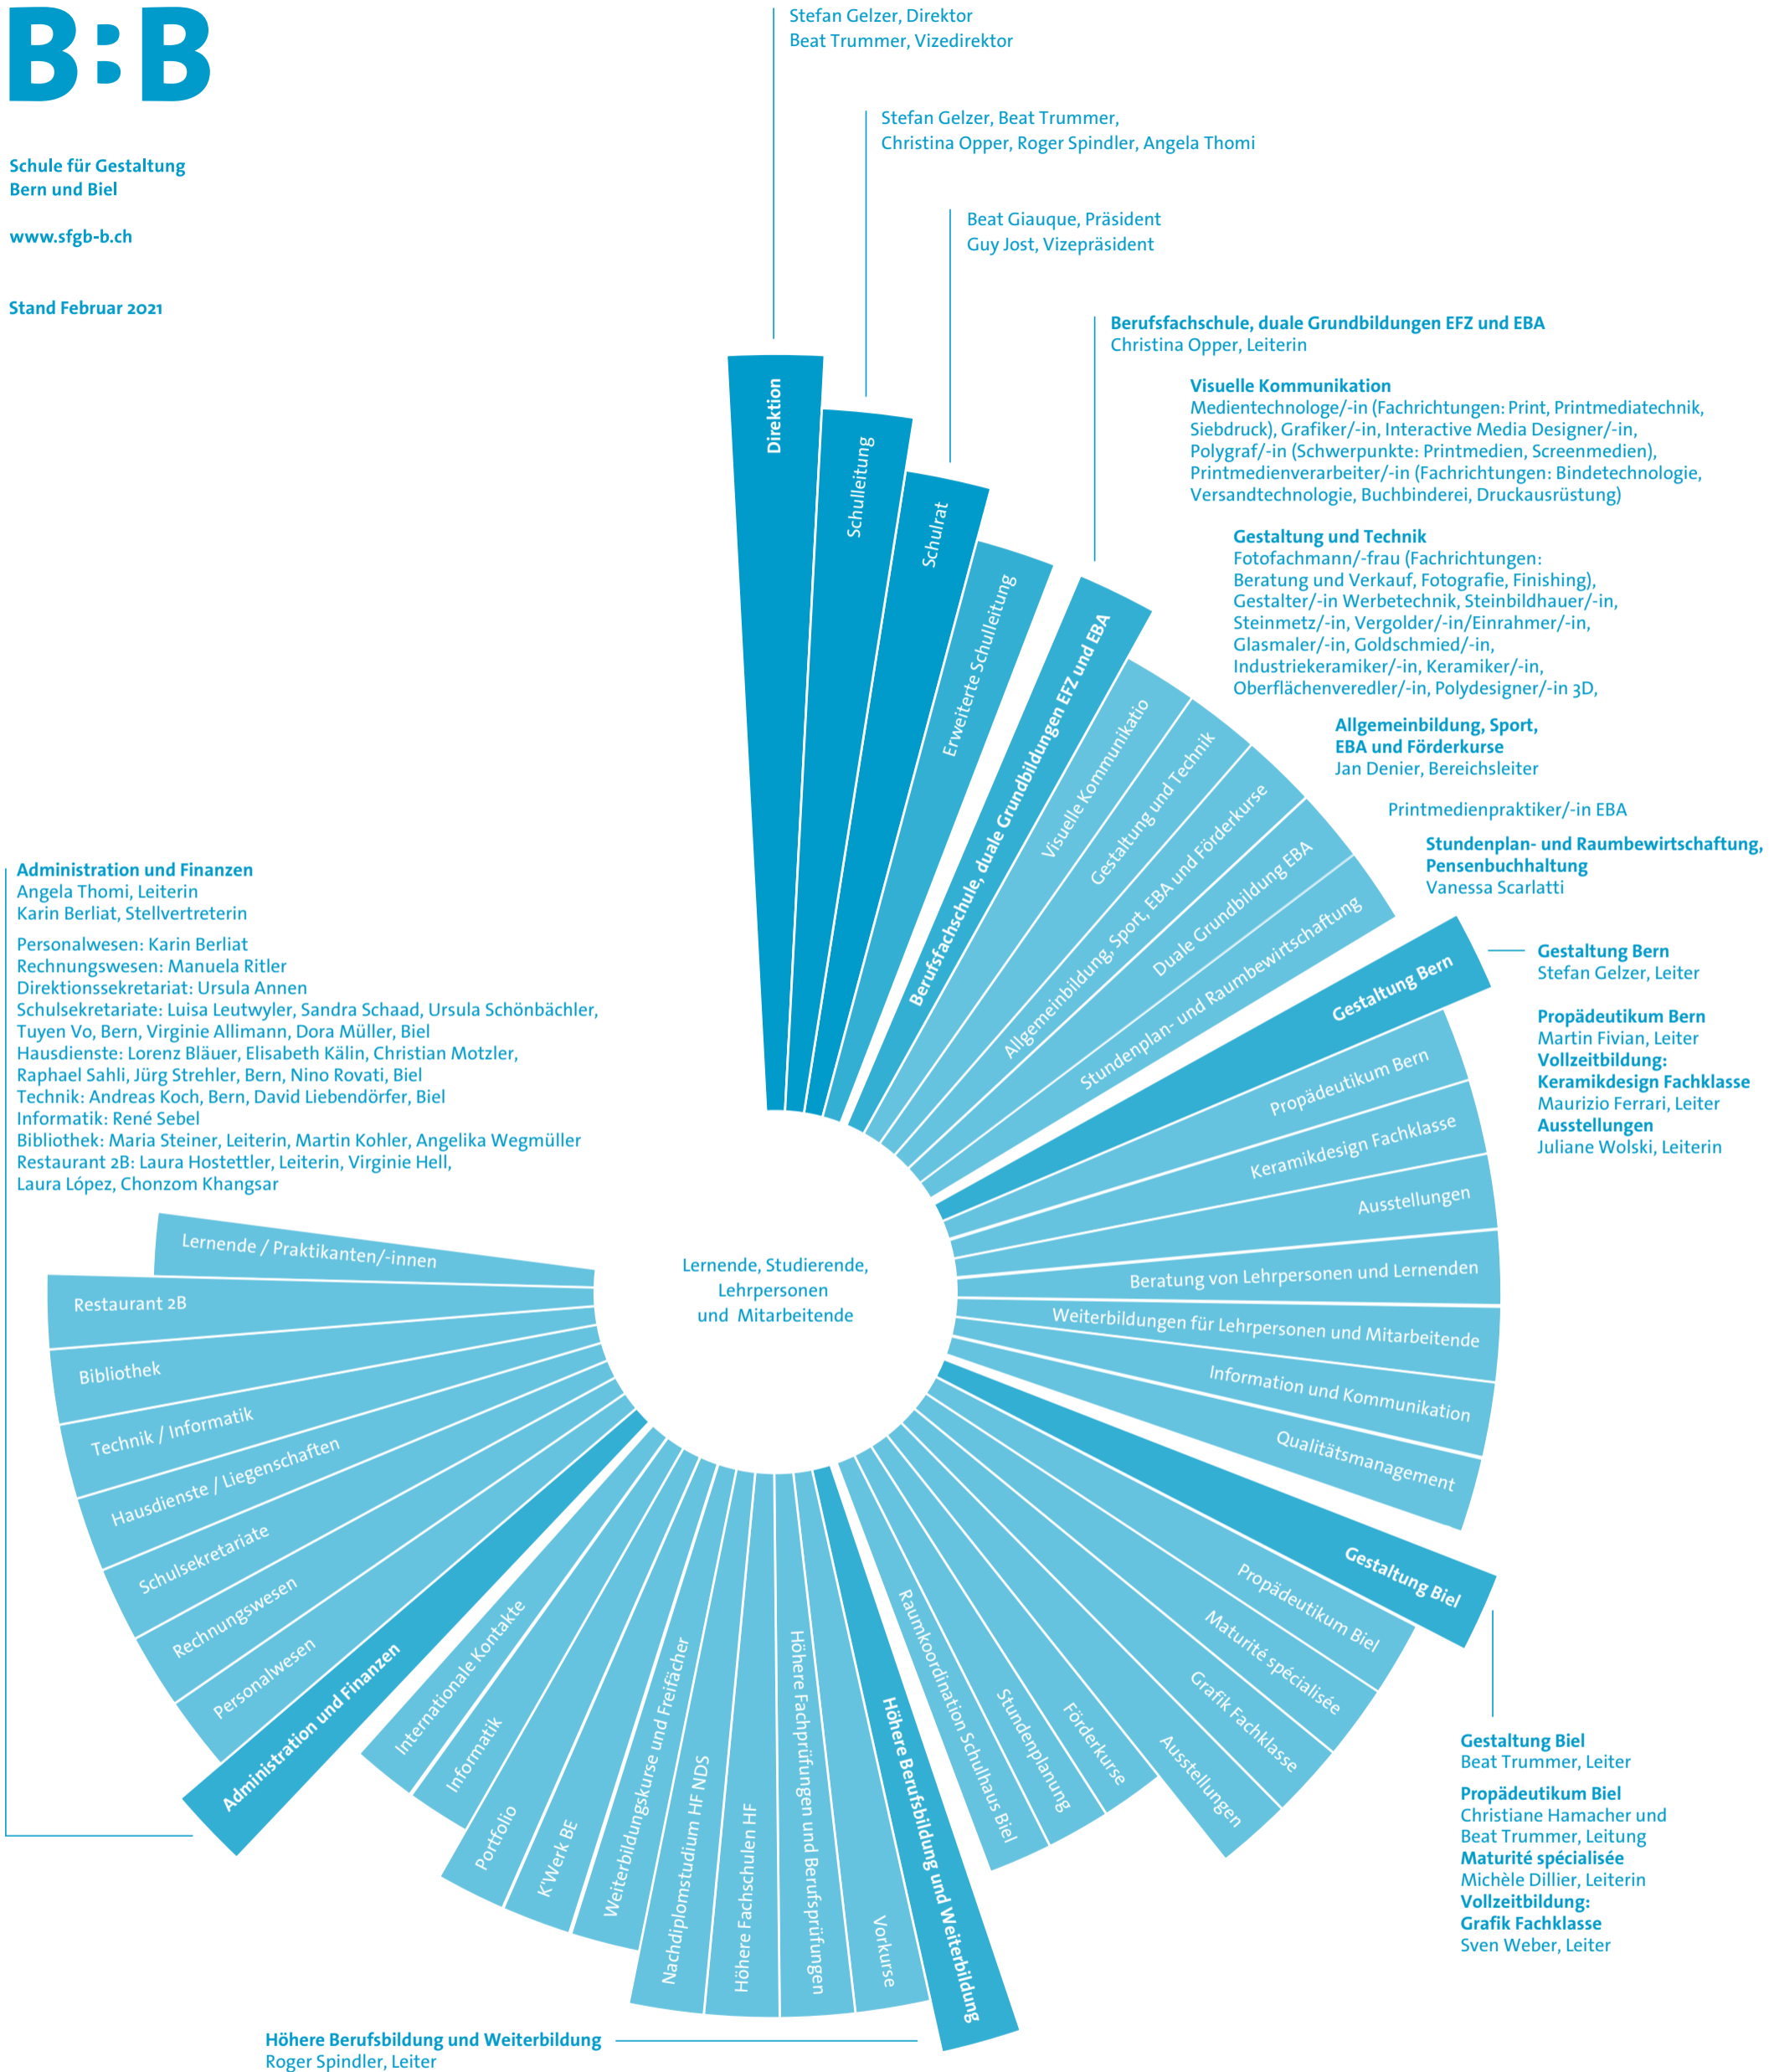 B:B
Schule für Gestaltung
Bern und Biel
www.sfgb-b.ch
Stand Februar 2021
Stefan Gelzer, Direktor
Beat Trummer, Vizedirektor
Stefan Gelzer, Beat Trummer,
Christina Opper, Roger Spindler, Angela Thomi
Beat Giauque, Präsident
Guy Jost, Vizepräsident
Berufsfachschule, duale Grundbildungen EFZ und EBA
Christina Opper, Leiterin
Visuelle Kommunikation
Medientechnologe/-in (Fachrichtungen: Print, Printmediatechnik,
Siebdruck), Grafiker/-in, Interactive Media Designer/-in,
Polygraf/-in (Schwerpunkte: Printmedien, Screenmedien),
Printmedienverarbeiter/-in (Fachrichtungen: Bindetechnologie,
Versandtechnologie, Buchbinderei, Druckausrüstung)
Gestaltung und Technik
Fotofachmann/-frau (Fachrichtungen:
Beratung und Verkauf, Fotografie, Finishing),
Gestalter/-in Werbetechnik, Steinbildhauer/-in,
Steinmetz/-in, Vergolder/-in/Einrahmer/-in,
Glasmaler/-in, Goldschmied/-in,
Industriekeramiker/-in, Keramiker/-in,
Oberflächenveredler/-in, Polydesigner/-in 3D,
Allgemeinbildung, Sport,
EBA und Förderkurse
Jan Denier, Bereichsleiter
Printmedienpraktiker/-in EBA
Stundenplan- und Raumbewirtschaftung,
Pensenbuchhaltung
Vanessa Scarlatti
Gestaltung Bern
Stefan Gelzer, Leiter
Propädeutikum Bern
Martin Fivian, Leiter
Vollzeitbildung:
Keramikdesign Fachklasse
Maurizio Ferrari, Leiter
Ausstellungen
Juliane Wolski, Leiterin
Administration und Finanzen
Angela Thomi, Leiterin
Karin Berliat, Stellvertreterin
Personalwesen: Karin Berliat
Rechnungswesen: Manuela Ritler
Direktionssekretariat: Ursula Annen
Schulsekretariate: Luisa Leutwyler, Sandra Schaad, Ursula Schönbächler,
Tuyen Vo, Bern, Virginie Allimann, Dora Müller, Biel
Hausdienste: Lorenz Bläuer, Elisabeth Kälin, Christian Motzler,
Raphael Sahli, Jürg Strehler, Bern, Nino Rovati, Biel
Technik: Andreas Koch, Bern, David Liebendörfer, Biel
Informatik: René Sebel
Bibliothek: Maria Steiner, Leiterin, Martin Kohler, Angelika Wegmüller
Restaurant 2B: Laura Hostettler, Leiterin, Virginie Hell,
Laura López, Chonzom Khangsar
Direktion
Schulleitung
Schulrat
Erweiterte Schulleitung
Berufsfachschule, duale Grundbildungen EFZ und EBA
Visuelle Kommunikatio
Gestaltung und Technik
Allgemeinbildung, Sport, EBA und Förderkurse
Duale Grundbildung EBA
Stundenplan- und Raumbewirtschaftung
Gestaltung Bern
Propädeutikum Bern
Keramikdesign Fachklasse
Ausstellungen
Beratung von Lehrpersonen und Lernenden
Weiterbildungen für Lehrpersonen und Mitarbeitende
Information und Kommunikation
Qualitätsmanagement
Gestaltung Biel
Propädeutikum Biel
Maturité spécialisée
Grafik Fachklasse
Ausstellungen
Förderkurse
Stundenplanung
Raumkoordination Schulhaus Biel
Höhere Berufsbildung und Weiterbildung
Vorkurse
Höhere Fachprüfungen und Berufsprüfungen
Höhere Fachschulen HF
Nachdiplomstudium HF NDS
Weiterbildungskurse und Freifächer
K'Werk BE
Portfolio
Informatik
Internationale Kontakte
Administration und Finanzen
Personalwesen
Rechnungswesen
Schulsekretariate
Hausdienste / Liegenschaften
Technik / Informatik
Bibliothek
Restaurant 2B
Lernende / Praktikanten/-innen
Lernende, Studierende,
Lehrpersonen
und Mitarbeitende
Gestaltung Biel
Beat Trummer, Leiter
Propädeutikum Biel
Christiane Hamacher und
Beat Trummer, Leitung
Maturité spécialisée
Michèle Dillier, Leiterin
Vollzeitbildung:
Grafik Fachklasse
Sven Weber, Leiter
Höhere Berufsbildung und Weiterbildung
Roger Spindler, Leiter